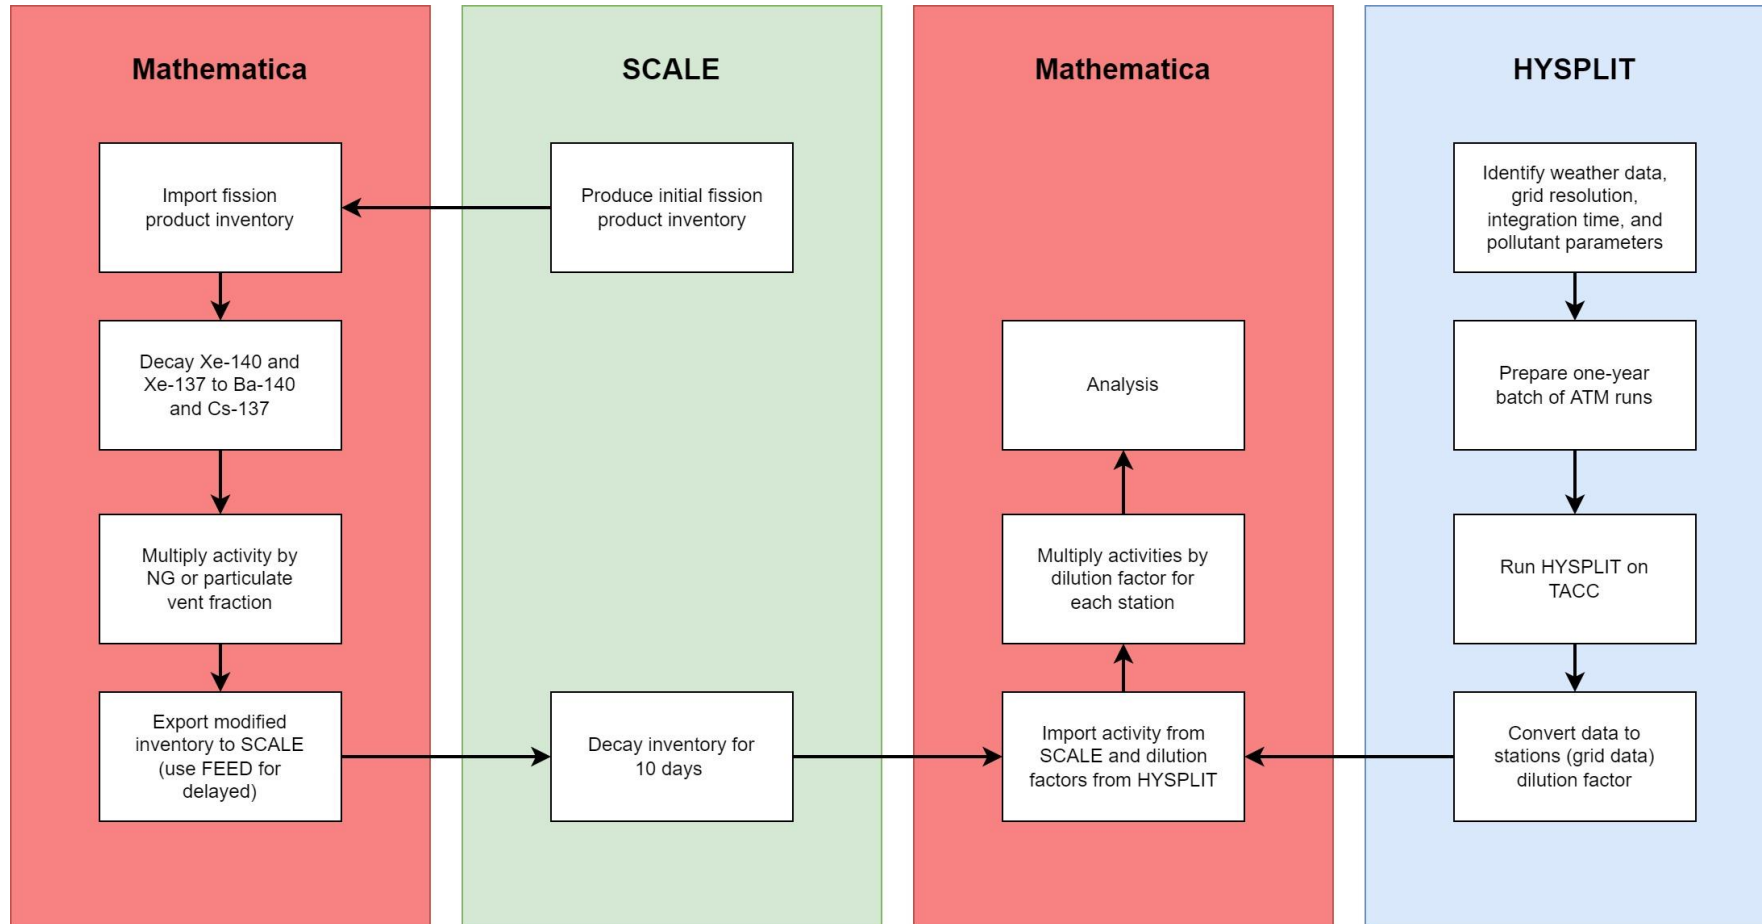 Mathematica
Import fission
product inventory
Decay Xe-140 and
Xe-137 to Ba-140
and Cs-137
Multiply activity by
NG or particulate
vent fraction
Export modified
inventory to SCALE
(use FEED for
delayed)
SCALE
Produce initial fission
product inventory
Decay inventory for
10 days
Mathematica
Analysis
Multiply activities by
dilution factor for
each station
Import activity from
SCALE and dilution
factors from HYSPLIT
HYSPLIT
Identify weather data,
grid resolution,
integration time, and
pollutant parameters
Prepare one-year
batch of ATM runs
Run HYSPLIT on
TACC
Convert data to
stations (grid data)
dilution factor